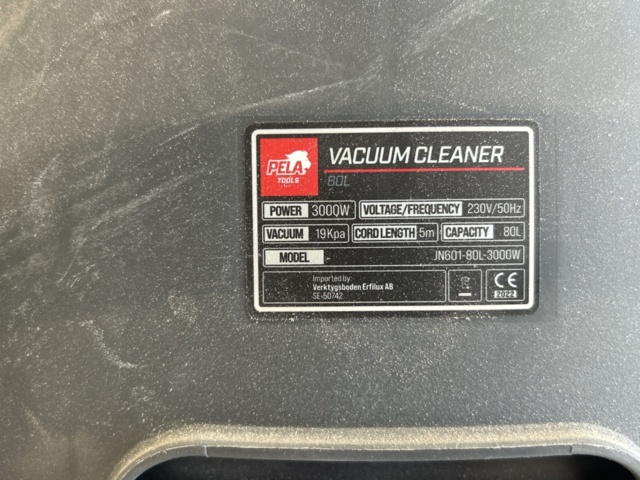 PELA
TOOLS
VACUUM CLEANER
80L
POWER 3000W VOLTAGE/FREQUENCY 230V/50Hz
VACUUM 19Kpa CORD LENGTH 5m CAPACITY 80L
MODEL JN601-80L-3000W
Imported by:
Verktygsboden Erfilux AB
SE-50742
CE
2022